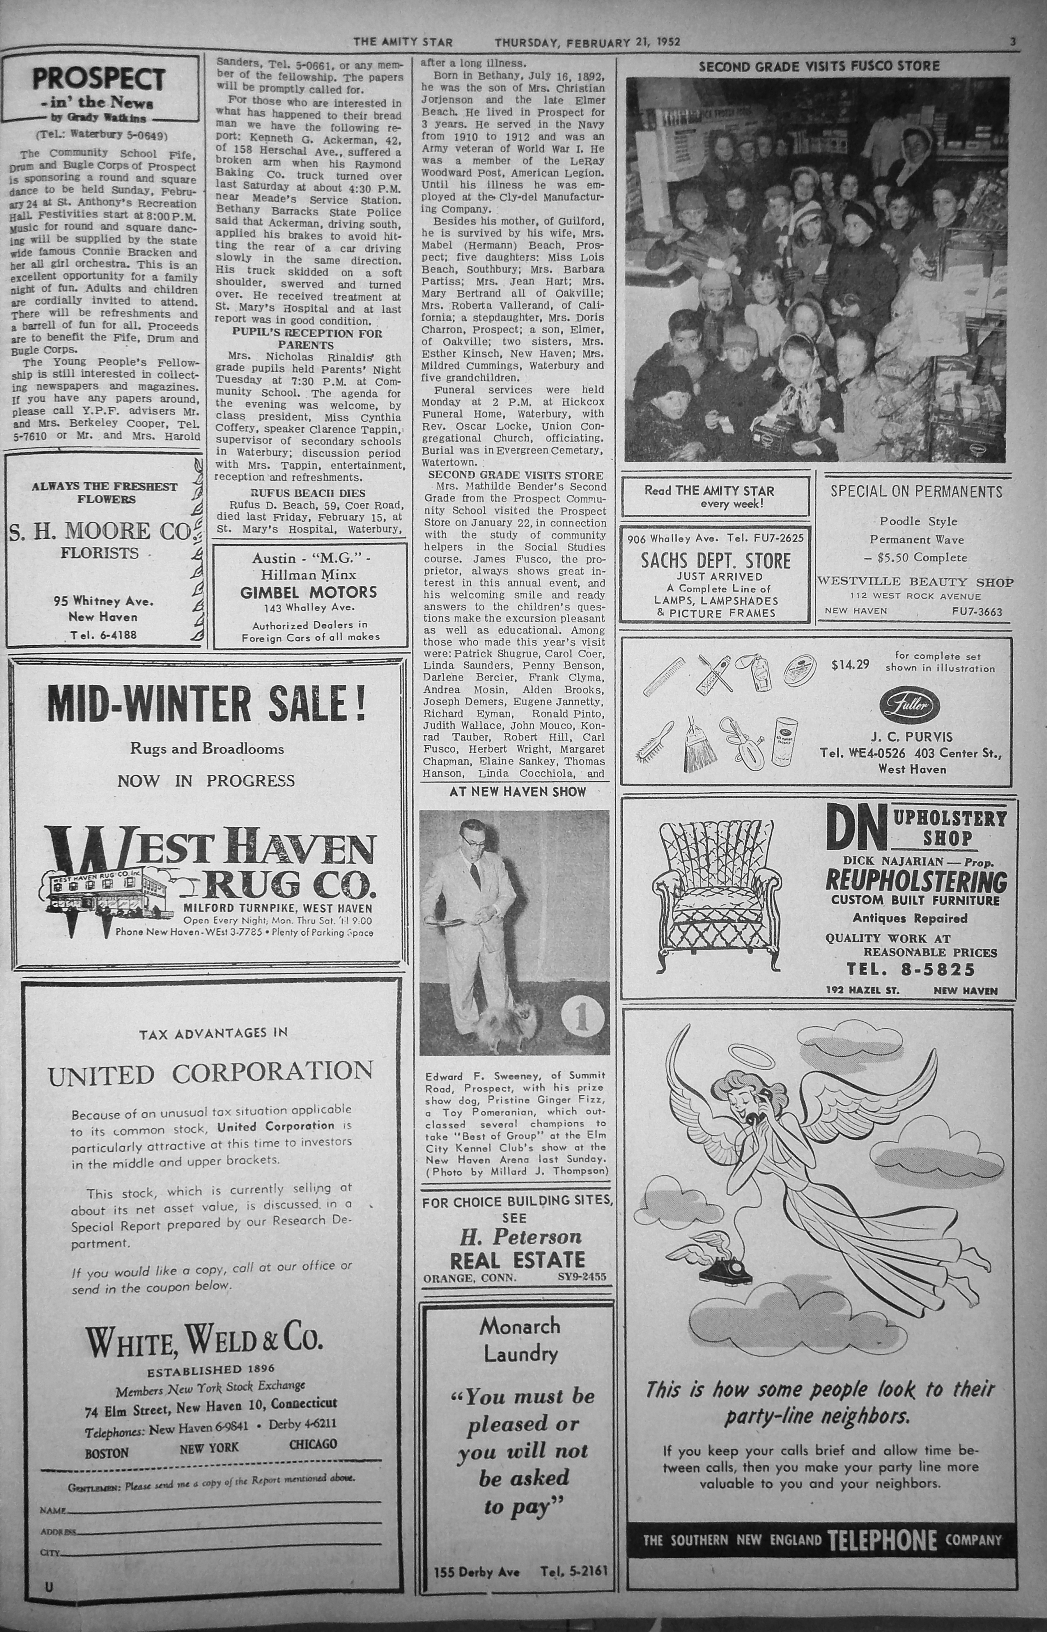 THE AMITY STAR THURSDAY, FEBRUARY 21, 1952 3
PROSPECT
- in' the News
by Grady Watkins
(Tel.: Waterbury 5-0649)
The Community School Fife,
Drum and Bugle Corps of Prospect
is sponsoring a round and square
dance to be held Sunday, Febru-
ary 24 at St. Anthony's Recreation
Hall. Festivities start at 8:00 P.M.
Music for round and square danc-
ing will be supplied by the state
wide famous Connie Bracken and
her all girl orchestra. This is an
excellent opportunity for a family
night of fun. Adults and children
are cordially invited to attend.
There will be refreshments and
a barrell of fun for all. Proceeds
are to benefit the Fife, Drum and
Bugle Corps.
The Young People's Fellow-
ship is still interested in collect-
ing newspapers and magazines.
If you have any papers around,
please call Y.P.F. advisers Mr.
and Mrs. Berkeley Cooper, Tel.
5-7610 or Mr. and Mrs. Harold
Sanders, Tel. 5-0661, or any mem-
ber of the fellowship. The papers
will be promptly called for.
For those who are interested in
what has happened to their bread
man we have the following re-
port: Kenneth G. Ackerman, 42,
of 158 Herschal Ave., suffered a
broken arm when his Raymond
Baking Co. truck turned over
last Saturday at about 4:30 P.M.
near Meade's Service Station.
Bethany Barracks State Police
said that Ackerman, driving south,
applied his brakes to avoid hit-
ting the rear of a car driving
slowly in the same direction.
His truck skidded on a soft
shoulder, swerved and turned
over. He received treatment at
St. Mary's Hospital and at last
report was in good condition.
PUPIL'S RECEPTION FOR
PARENTS
Mrs. Nicholas Rinaldis' 8th
grade pupils held Parents' Night
Tuesday at 7:30 P.M. at Com-
munity School. The agenda for
the evening was welcome, by
class president, Miss Cynthia
Coffery, speaker Clarence Tappin,
supervisor of secondary schools
in Waterbury; discussion period
with Mrs. Tappin, entertainment,
reception and refreshments.
RUFUS BEACH DIES
Rufus D. Beach, 59, Coer Road,
died last Friday, February 15, at
St. Mary's Hospital, Waterbury,
after a long illness.
Born in Bethany, July 16, 1892,
he was the son of Mrs. Christian
Jorjenson and the late Elmer
Beach. He lived in Prospect for
3 years. He served in the Navy
from 1910 to 1912 and was an
Army veteran of World War I. He
was a member of the LeRay
Woodward Post, American Legion.
Until his illness he was em-
ployed at the Cly-del Manufactur-
ing Company.
Besides his mother, of Guilford,
he is survived by his wife, Mrs.
Mabel (Hermann) Beach, Pros-
pect; five daughters: Miss Lois
Beach, Southbury; Mrs. Barbara
Partiss; Mrs. Jean Hart; Mrs.
Mary Bertrand all of Oakville;
Mrs. Roberta Vallerand, of Cali-
fornia; a stepdaughter, Mrs. Doris
Charron, Prospect; a son, Elmer,
of Oakville; two sisters, Mrs.
Esther Kinsch, New Haven; Mrs.
Mildred Cummings, Waterbury and
five grandchildren.
Funeral services were held
Monday at 2 P.M. at Hickcox
Funeral Home, Waterbury, with
Rev. Oscar Locke, Union Con-
gregational Church, officiating.
Burial was in Evergreen Cemetary,
Watertown.
SECOND GRADE VISITS STORE
Mrs. Mathilde Bender's Second
Grade from the Prospect Commu-
nity School visited the Prospect
Store on January 22, in connection
with the study of community
helpers in the Social Studies
course. James Fusco, the pro-
prietor, always shows great in-
terest in this annual event, and
his welcoming smile and ready
answers to the children's ques-
tions make the excursion pleasant
as well as educational. Among
those who made this year's visit
were: Patrick Shugrue, Carol Coer,
Linda Saunders, Penny Benson,
Darlene Bercier, Frank Clyma,
Andrea Mosin, Alden Brooks,
Joseph Demers, Eugene Jannetty,
Richard Eyman, Ronald Pinto,
Judith Wallace, John Mouco, Kon-
rad Tauber, Robert Hill, Carl
Fusco, Herbert Wright, Margaret
Chapman, Elaine Sankey, Thomas
Hanson, Linda Cocchiola, and
SECOND GRADE VISITS FUSCO STORE
ALWAYS THE FRESHEST
FLOWERS
S. H. MOORE CO.
FLORISTS
95 Whitney Ave.
New Haven
Tel. 6-4188
Austin - "M.G." -
Hillman Minx
GIMBEL MOTORS
143 Whalley Ave.
Authorized Dealers in
Foreign Cars of all makes
Read THE AMITY STAR
every week!
906 Whalley Ave. Tel. FU7-2625
SACHS DEPT. STORE
JUST ARRIVED
A Complete Line of
LAMPS, LAMPSHADES
& PICTURE FRAMES
SPECIAL ON PERMANENTS
Poodle Style
Permanent Wave
- $5.50 Complete
WESTVILLE BEAUTY SHOP
112 WEST ROCK AVENUE
NEW HAVEN FU7-3663
$14.29
for complete set
shown in illustration
Fuller
J. C. PURVIS
Tel. WE4-0526 403 Center St.,
West Haven
MID-WINTER SALE!
Rugs and Broadlooms
NOW IN PROGRESS
WEST HAVEN
RUG CO.
WEST HAVEN RUG CO. Inc
MILFORD TURNPIKE, WEST HAVEN
Open Every Night, Mon. Thru Sat. 'til 9:00
Phone New Haven-WEst 3-7785 • Plenty of Parking Space
AT NEW HAVEN SHOW
1
Edward F. Sweeney, of Summit
Road, Prospect, with his prize
show dog, Pristine Ginger Fizz,
a Toy Pomeranian, which out-
classed several champions to
take "Best of Group" at the Elm
City Kennel Club's show at the
New Haven Arena last Sunday.
(Photo by Millard J. Thompson)
DN UPHOLSTERY
SHOP
DICK NAJARIAN — Prop.
REUPHOLSTERING
CUSTOM BUILT FURNITURE
Antiques Repaired
QUALITY WORK AT
REASONABLE PRICES
TEL. 8-5825
192 HAZEL ST. NEW HAVEN
TAX ADVANTAGES IN
UNITED CORPORATION
Because of an unusual tax situation applicable
to its common stock, United Corporation is
particularly attractive at this time to investors
in the middle and upper brackets.
This stock, which is currently selling at
about its net asset value, is discussed in a
Special Report prepared by our Research De-
partment.
If you would like a copy, call at our office or
send in the coupon below.
WHITE, WELD & CO.
ESTABLISHED 1896
Members New York Stock Exchange
74 Elm Street, New Haven 10, Connecticut
Telephones: New Haven 6-9841 • Derby 4-6211
BOSTON NEW YORK CHICAGO
GENTLEMEN: Please send me a copy of the Report mentioned above.
NAME
ADDRESS
CITY
U
FOR CHOICE BUILDING SITES,
SEE
H. Peterson
REAL ESTATE
ORANGE, CONN. SY9-2455
Monarch
Laundry
"You must be
pleased or
you will not
be asked
to pay"
155 Derby Ave Tel. 5-2161
This is how some people look to their
party-line neighbors.
If you keep your calls brief and allow time be-
tween calls, then you make your party line more
valuable to you and your neighbors.
THE SOUTHERN NEW ENGLAND TELEPHONE COMPANY